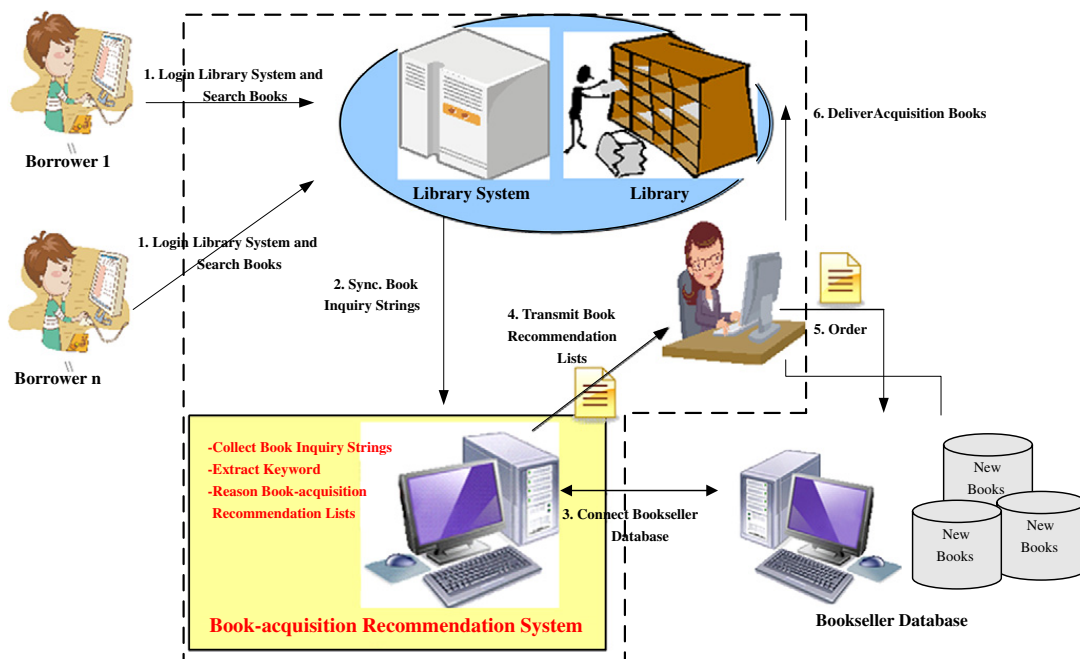 1. Login Library System and
Search Books
Borrower 1
Library System
Library
6. DeliverAcquisition Books
1. Login Library System and
Search Books
Borrower n
2. Sync. Book
Inquiry Strings
4. Transmit Book
Recommendation
Lists
5. Order
-Collect Book Inquiry Strings
-Extract Keyword
-Reason Book-acquisition
Recommendation Lists
3. Connect Bookseller
Database
New
Books
New
Books
New
Books
Book-acquisition Recommendation System
Bookseller Database